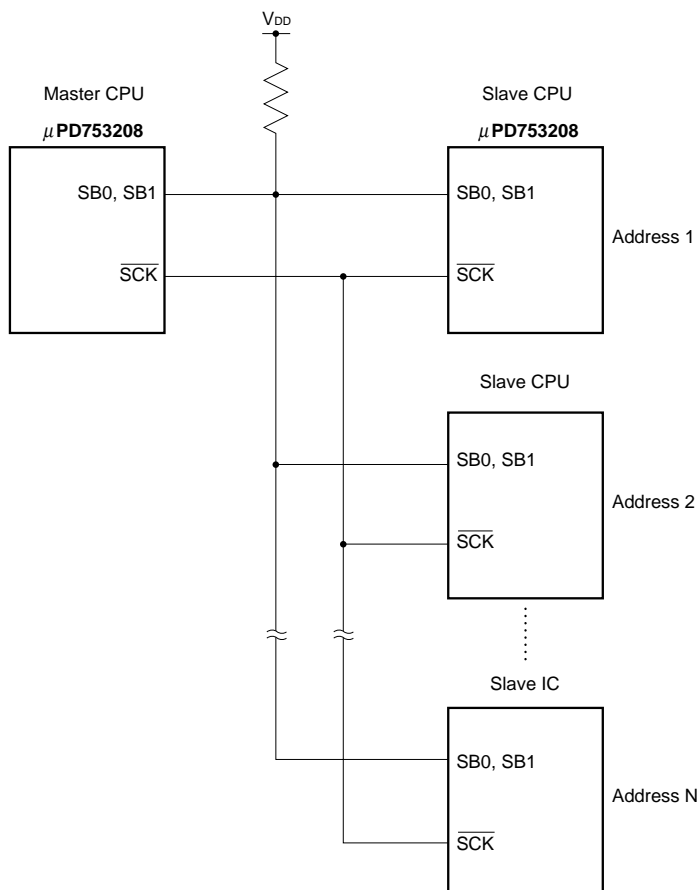 VDD
Master CPU
μPD753208
SB0, SB1
SCK
Slave CPU
μPD753208
SB0, SB1
SCK
Address 1
Slave CPU
SB0, SB1
SCK
Address 2
Slave IC
SB0, SB1
SCK
Address N